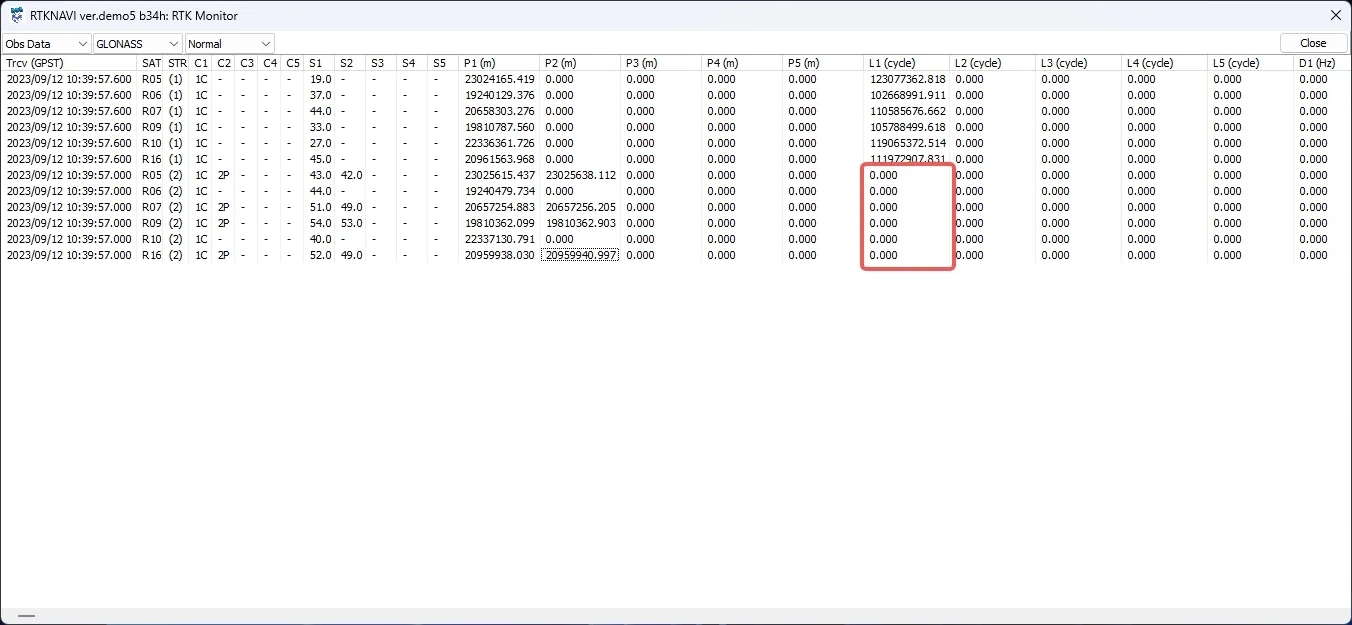 RTKNAVI ver.demo5 b34h: RTK Monitor
Obs Data GLONASS Normal Close
Trcv (GPST) SAT STR C1 C2 C3 C4 C5 S1 S2 S3 S4 S5 P1 (m) P2 (m) P3 (m) P4 (m) P5 (m) L1 (cycle) L2 (cycle) L3 (cycle) L4 (cycle) L5 (cycle) D1 (Hz)
2023/09/12 10:39:57.600 R05 (1) 1C - - - - 19.0 - - - - 23024165.419 0.000 0.000 0.000 0.000 123077362.818 0.000 0.000 0.000 0.000 0.000
2023/09/12 10:39:57.600 R06 (1) 1C - - - - 37.0 - - - - 19240129.376 0.000 0.000 0.000 0.000 102668991.911 0.000 0.000 0.000 0.000 0.000
2023/09/12 10:39:57.600 R07 (1) 1C - - - - 44.0 - - - - 20658303.276 0.000 0.000 0.000 0.000 110585676.662 0.000 0.000 0.000 0.000 0.000
2023/09/12 10:39:57.600 R09 (1) 1C - - - - 33.0 - - - - 19810787.560 0.000 0.000 0.000 0.000 105788499.618 0.000 0.000 0.000 0.000 0.000
2023/09/12 10:39:57.600 R10 (1) 1C - - - - 27.0 - - - - 22336361.726 0.000 0.000 0.000 0.000 119065372.514 0.000 0.000 0.000 0.000 0.000
2023/09/12 10:39:57.600 R16 (1) 1C - - - - 45.0 - - - - 20961563.968 0.000 0.000 0.000 0.000 111972907.831 0.000 0.000 0.000 0.000 0.000
2023/09/12 10:39:57.000 R05 (2) 1C 2P - - - 43.0 42.0 - - - 23025615.437 23025638.112 0.000 0.000 0.000 0.000 0.000 0.000 0.000 0.000 0.000
2023/09/12 10:39:57.000 R06 (2) 1C - - - - 44.0 - - - - 19240479.734 0.000 0.000 0.000 0.000 0.000 0.000 0.000 0.000 0.000 0.000
2023/09/12 10:39:57.000 R07 (2) 1C 2P - - - 51.0 49.0 - - - 20657254.883 20657256.205 0.000 0.000 0.000 0.000 0.000 0.000 0.000 0.000 0.000
2023/09/12 10:39:57.000 R09 (2) 1C 2P - - - 54.0 53.0 - - - 19810362.099 19810362.903 0.000 0.000 0.000 0.000 0.000 0.000 0.000 0.000 0.000
2023/09/12 10:39:57.000 R10 (2) 1C - - - - 40.0 - - - - 22337130.791 0.000 0.000 0.000 0.000 0.000 0.000 0.000 0.000 0.000 0.000
2023/09/12 10:39:57.000 R16 (2) 1C 2P - - - 52.0 49.0 - - - 20959938.030 20959940.997 0.000 0.000 0.000 0.000 0.000 0.000 0.000 0.000 0.000